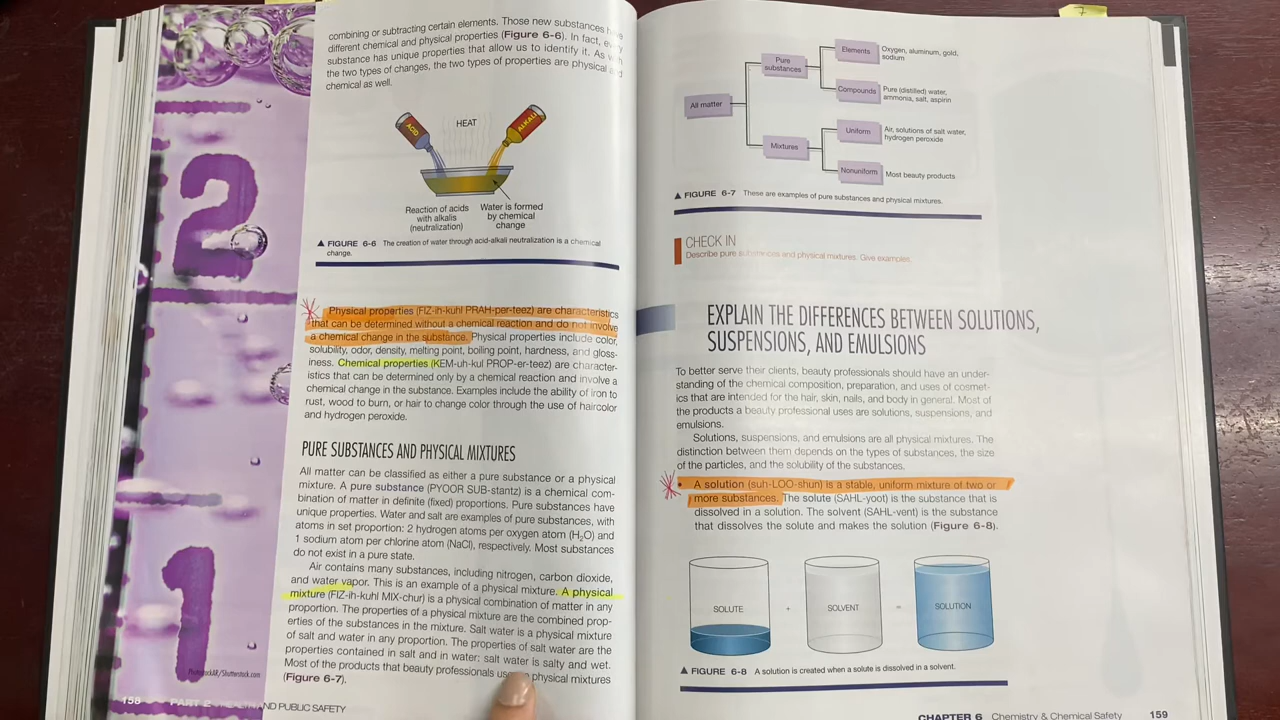 combining or subtracting certain elements. Those new substances have
different chemical and physical properties (Figure 6-6). In fact, every
substance has unique properties that allow us to identify it. As with
the two types of changes, the two types of properties are physical and
chemical as well.
ACID
HEAT
ALKALI
Reaction of acids
with alkalis
(neutralization)
Water is formed
by chemical
change
▲ FIGURE 6-6 The creation of water through acid-alkali neutralization is a chemical
change.
Physical properties (FIZ-ih-kuhl PRAH-per-teez) are characteristics
that can be determined without a chemical reaction and do not involve
a chemical change in the substance. Physical properties include color,
solubility, odor, density, melting point, boiling point, hardness, and gloss-
iness. Chemical properties (KEM-uh-kul PROP-er-teez) are character-
istics that can be determined only by a chemical reaction and involve a
chemical change in the substance. Examples include the ability of iron to
rust, wood to burn, or hair to change color through the use of haircolor
and hydrogen peroxide.
PURE SUBSTANCES AND PHYSICAL MIXTURES
All matter can be classified as either a pure substance or a physical
mixture. A pure substance (PYOOR SUB-stantz) is a chemical com-
bination of matter in definite (fixed) proportions. Pure substances have
unique properties. Water and salt are examples of pure substances, with
atoms in set proportion: 2 hydrogen atoms per oxygen atom (H₂O) and
1 sodium atom per chlorine atom (NaCl), respectively. Most substances
do not exist in a pure state.
Air contains many substances, including nitrogen, carbon dioxide,
and water vapor. This is an example of a physical mixture. A physical
mixture (FIZ-ih-kuhl MIX-chur) is a physical combination of matter in any
proportion. The properties of a physical mixture are the combined prop-
erties of the substances in the mixture. Salt water is a physical mixture
of salt and water in any proportion. The properties of salt water are the
properties contained in salt and in water: salt water is salty and wet.
Most of the products that beauty professionals physical mixtures
(Figure 6-7).
2
1
/Shutterstock.com
158 PART 2 HEALTH AND PUBLIC SAFETY
7
All matter
Pure
substances
Elements
Oxygen, aluminum, gold,
sodium
Compounds
Pure (distilled) water,
ammonia, salt, aspirin
Mixtures
Uniform
Air, solutions of salt water,
hydrogen peroxide
Nonuniform
Most beauty products
▲ FIGURE 6-7 These are examples of pure substances and physical mixtures.
CHECK IN
Describe pure substances and physical mixtures. Give examples.
EXPLAIN THE DIFFERENCES BETWEEN SOLUTIONS,
SUSPENSIONS, AND EMULSIONS
To better serve their clients, beauty professionals should have an under-
standing of the chemical composition, preparation, and uses of cosmet-
ics that are intended for the hair, skin, nails, and body in general. Most of
the products a beauty professional uses are solutions, suspensions, and
emulsions.
Solutions, suspensions, and emulsions are all physical mixtures. The
distinction between them depends on the types of substances, the size
of the particles, and the solubility of the substances.
• A solution (suh-LOO-shun) is a stable, uniform mixture of two or
more substances. The solute (SAHL-yoot) is the substance that is
dissolved in a solution. The solvent (SAHL-vent) is the substance
that dissolves the solute and makes the solution (Figure 6-8).
SOLUTE + SOLVENT = SOLUTION
▲ FIGURE 6-8 A solution is created when a solute is dissolved in a solvent.
CHAPTER 6 Chemistry & Chemical Safety 159